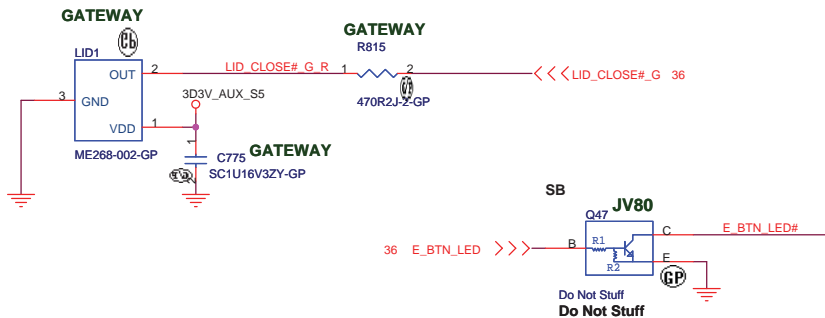 GATEWAY
LID1
OUT 2
LID_CLOSE#_G_R
GATEWAY
R815
1 2
470R2J-2-GP
LID_CLOSE#_G 36
3 GND
VDD 1
3D3V_AUX_S5
ME268-002-GP
1
2
C775 GATEWAY
SC1U16V3ZY-GP
SB
JV80
Q47
36 E_BTN_LED
B
R1
R2
C
E
E_BTN_LED#
GP
Do Not Stuff
Do Not Stuff